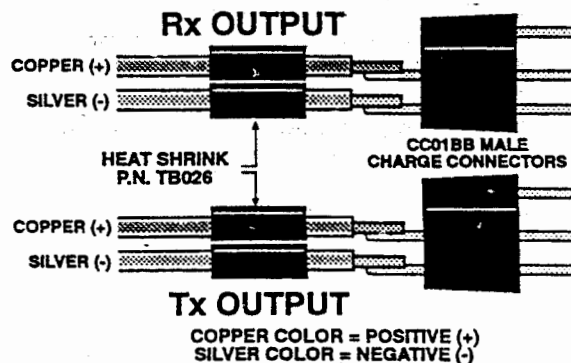 Rx OUTPUT
COPPER (+)
SILVER (-)
HEAT SHRINK
P.N. TB026
CC01BB MALE
CHARGE CONNECTORS
COPPER (+)
SILVER (-)
Tx OUTPUT
COPPER COLOR = POSITIVE (+)
SILVER COLOR = NEGATIVE (-)